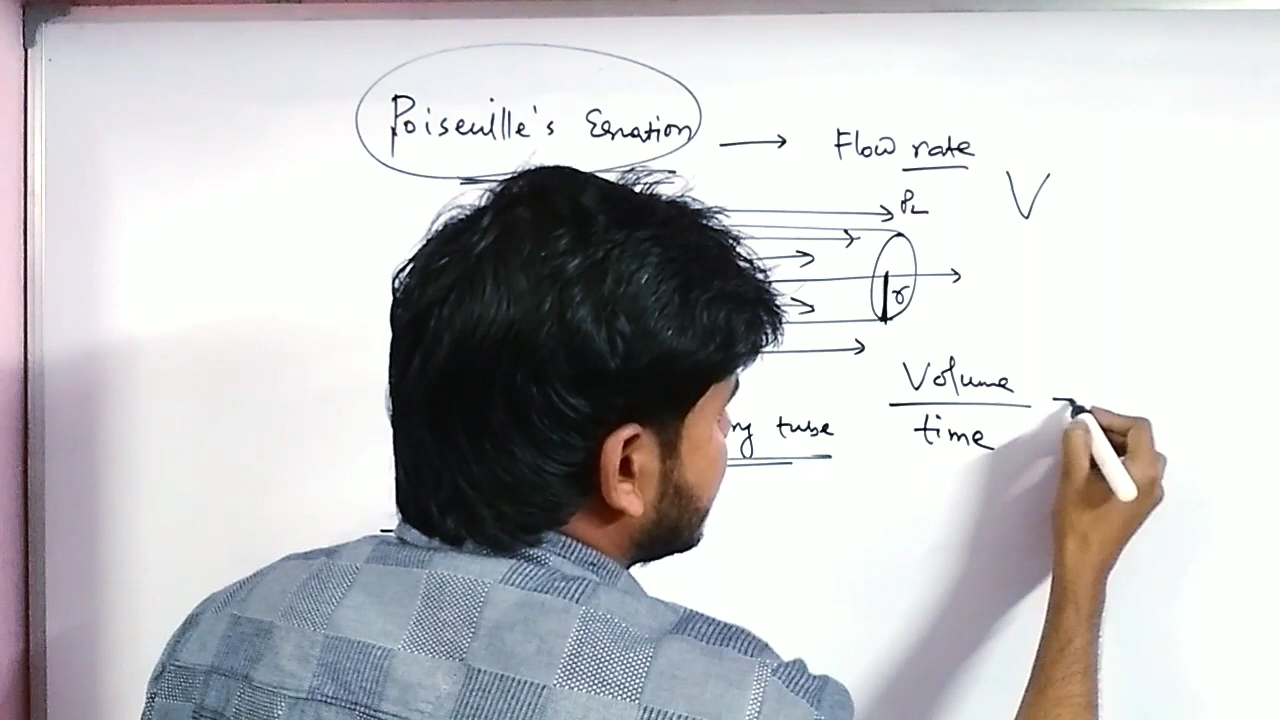 Poiseuille's Equation → Flow rate
P₂ V
r
Volume
time
ry tube